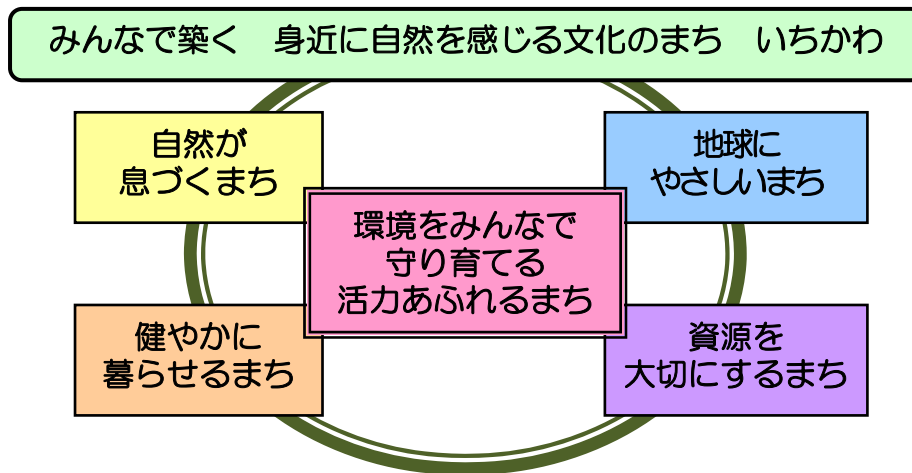 みんなで築く　身近に自然を感じる文化のまち　いちかわ
自然が
息づくまち
地球に
やさしいまち
環境をみんなで
守り育てる
活力あふれるまち
健やかに
暮らせるまち
資源を
大切にするまち